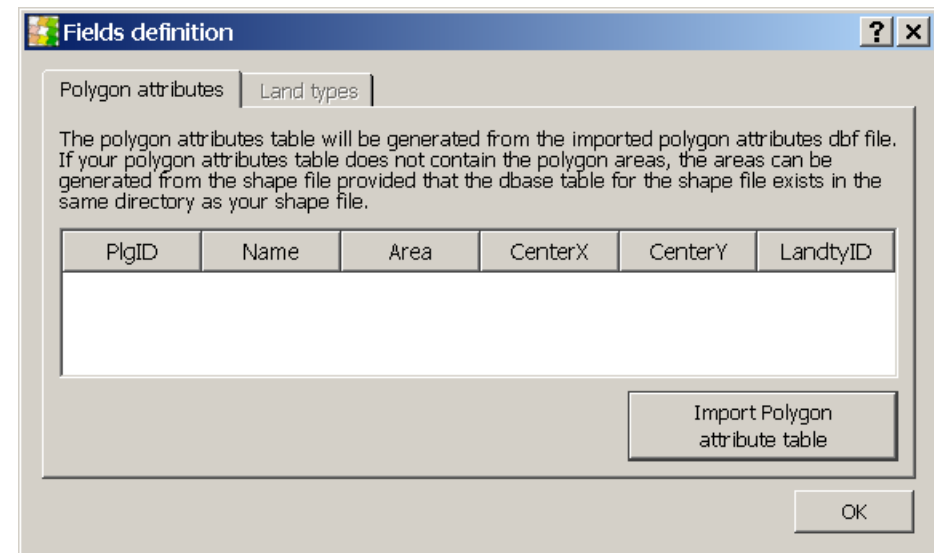 Fields definition
Polygon attributes Land types
The polygon attributes table will be generated from the imported polygon attributes dbf file.
If your polygon attributes table does not contain the polygon areas, the areas can be
generated from the shape file provided that the dbase table for the shape file exists in the
same directory as your shape file.
PlgID Name Area CenterX CenterY LandtyID
Import Polygon
attribute table
OK